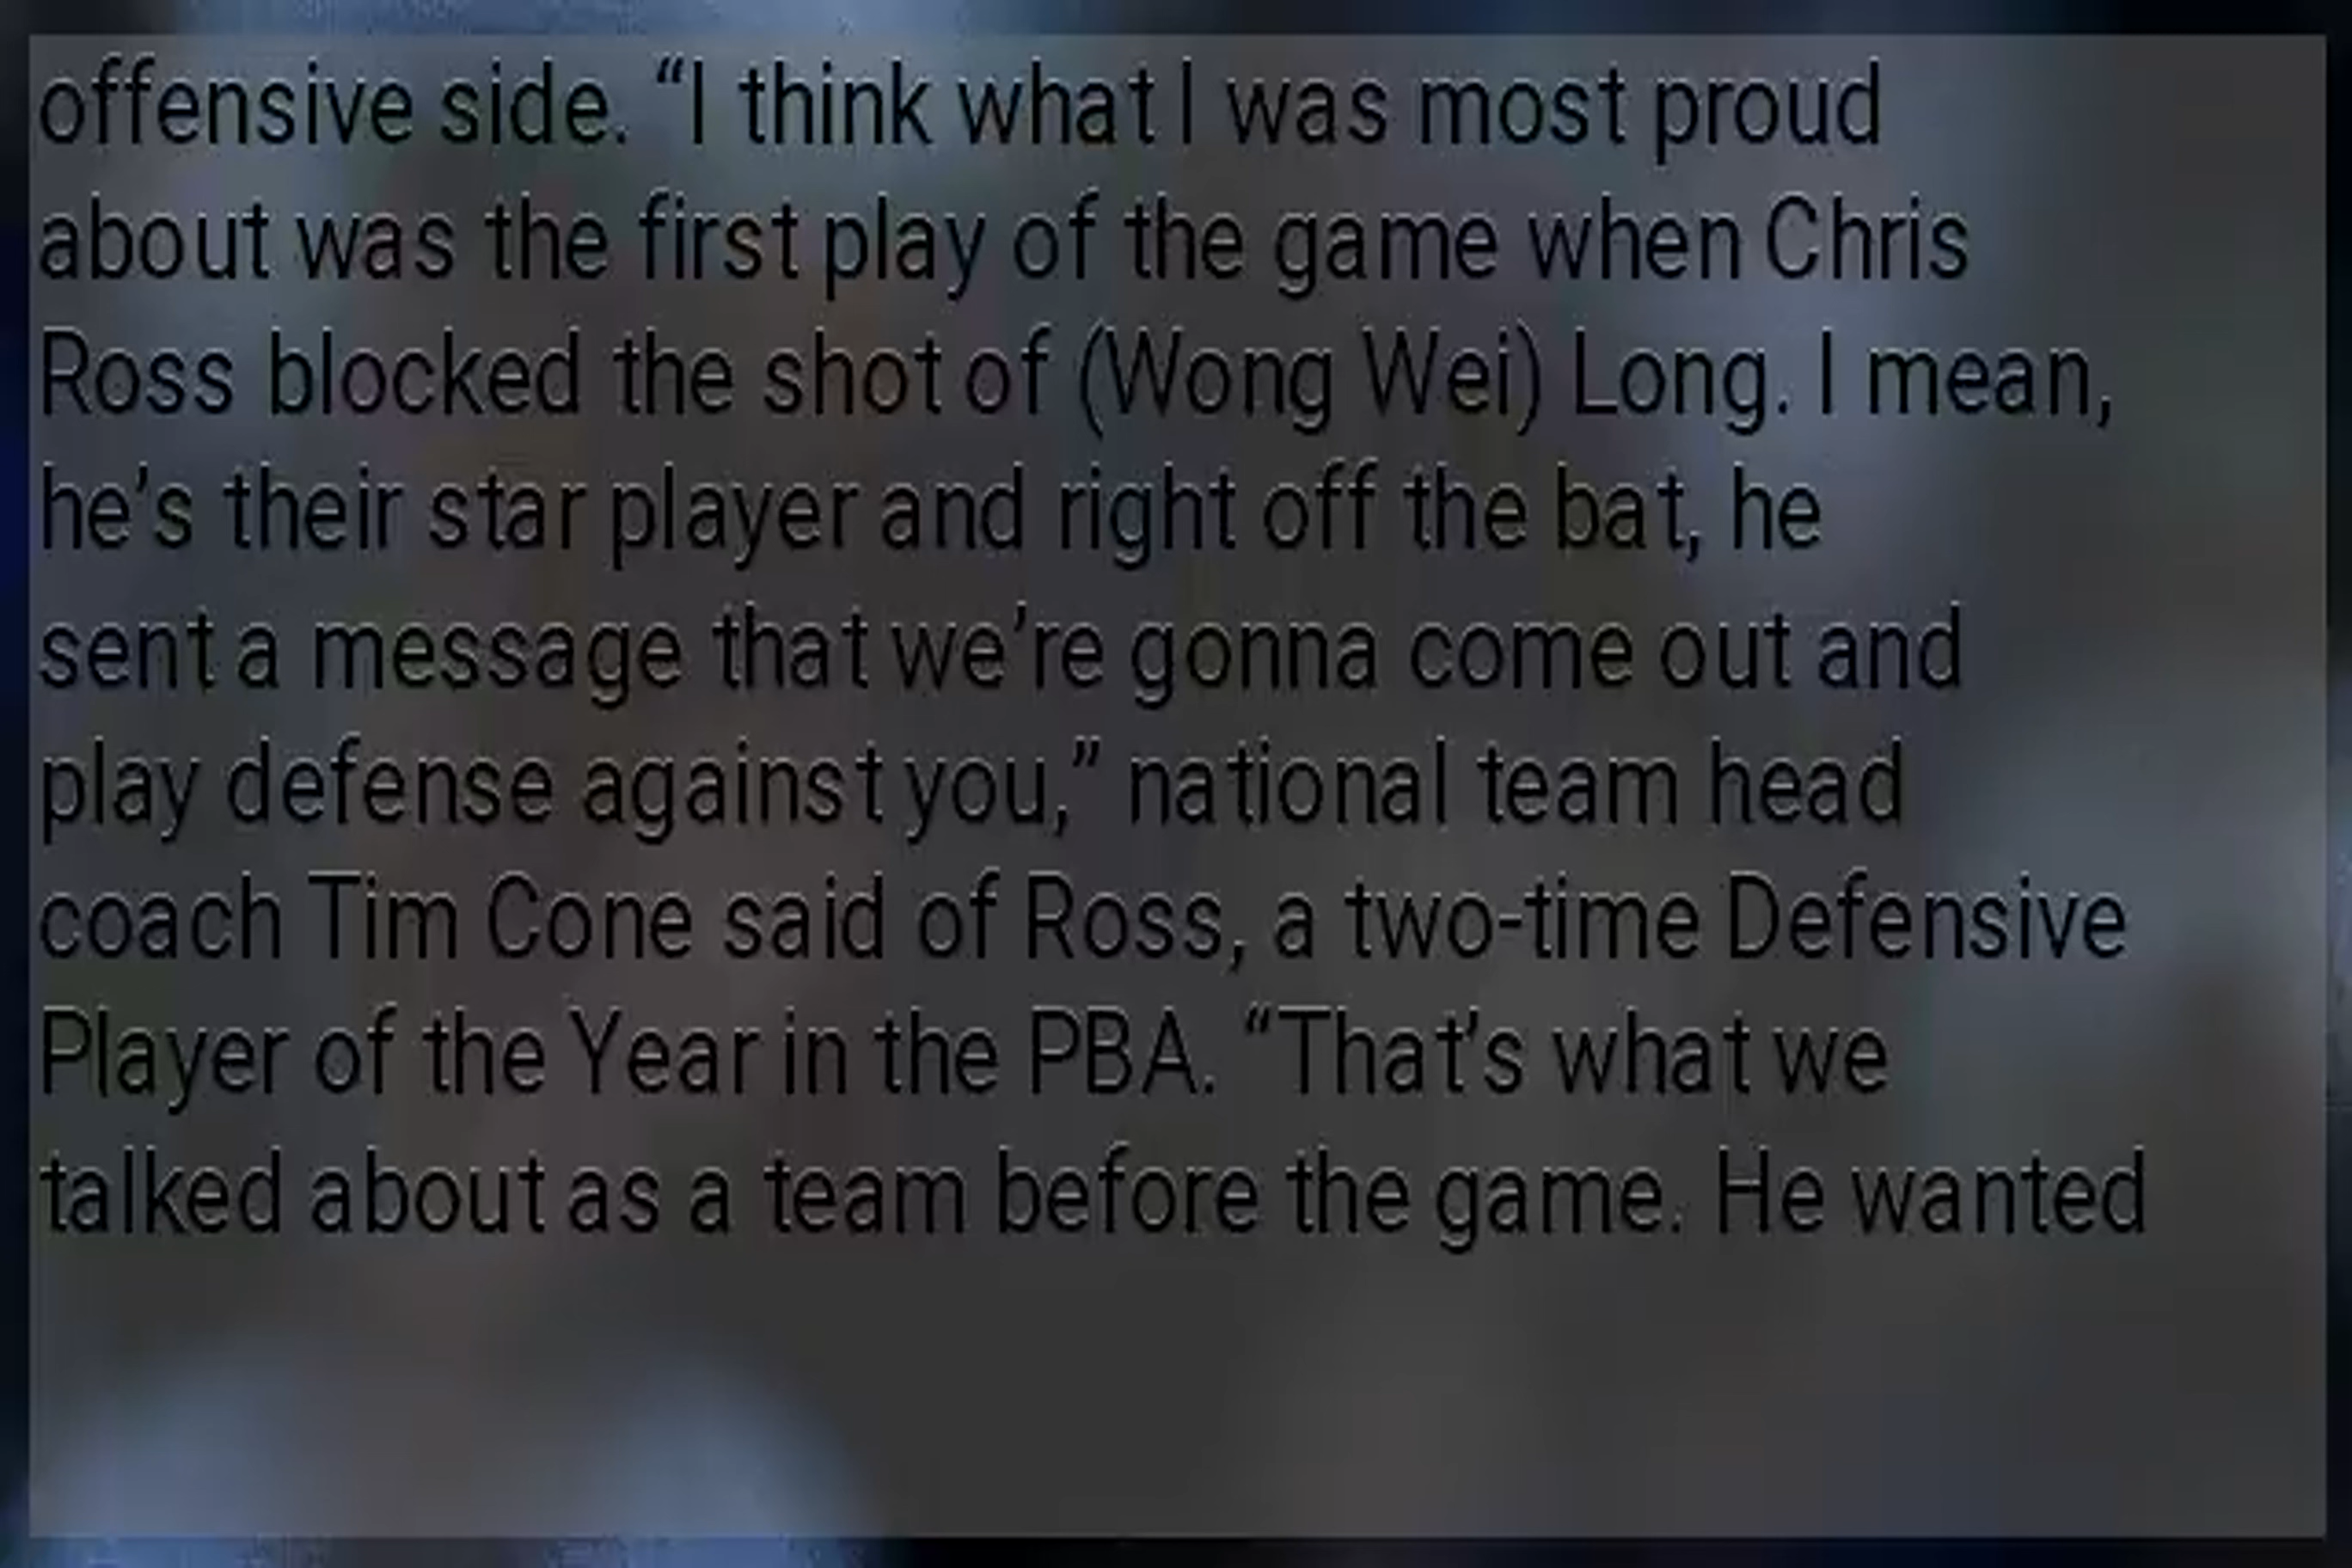 offensive side. “I think what I was most proud
about was the first play of the game when Chris
Ross blocked the shot of (Wong Wei) Long. I mean,
he’s their star player and right off the bat, he
sent a message that we’re gonna come out and
play defense against you,” national team head
coach Tim Cone said of Ross, a two-time Defensive
Player of the Year in the PBA. “That’s what we
talked about as a team before the game. He wanted